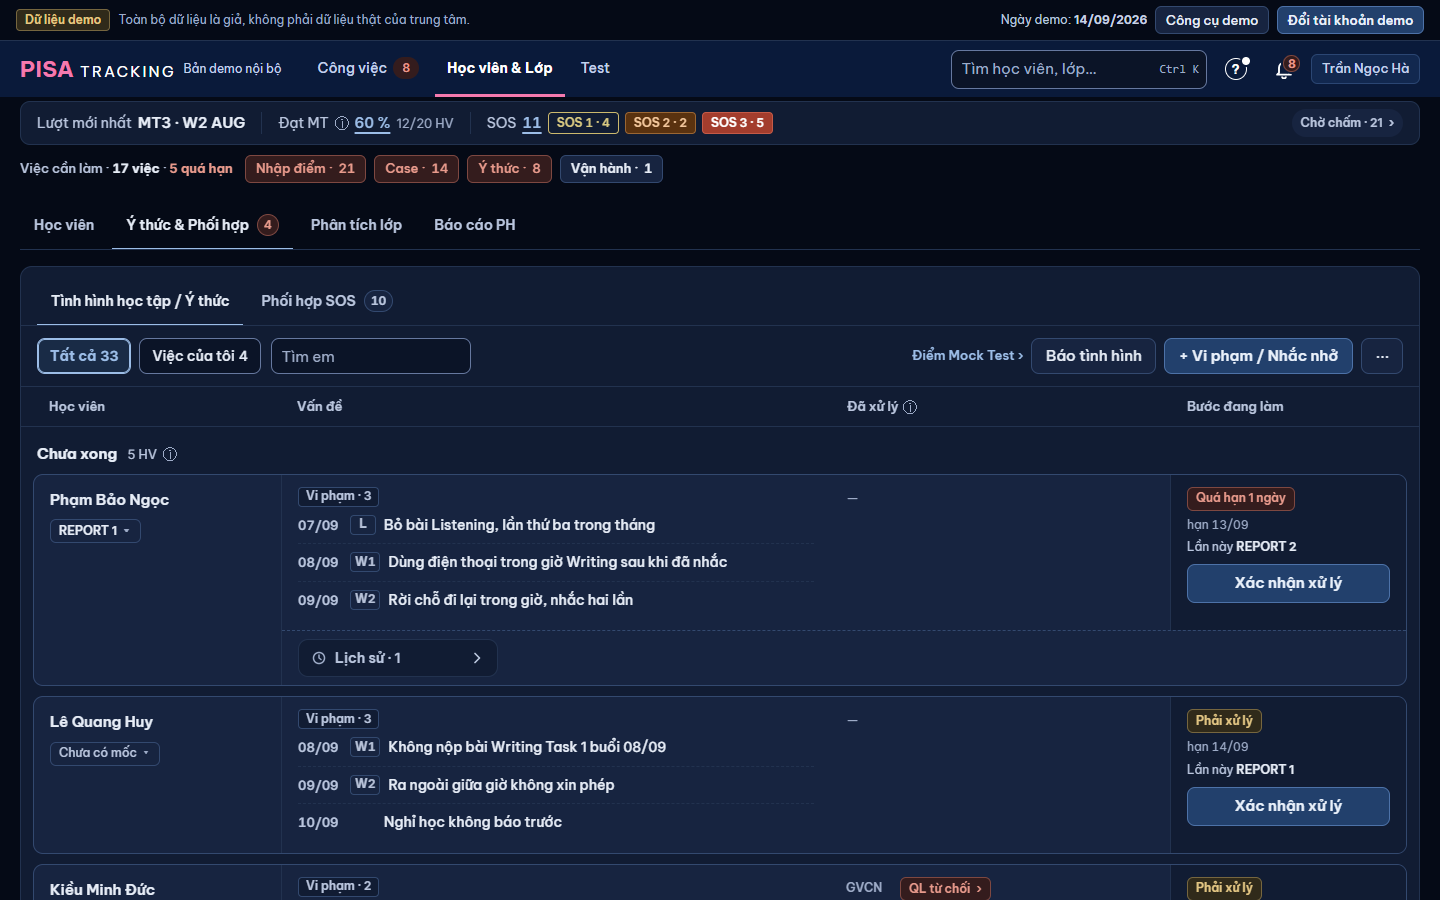 Dữ liệu demo Toàn bộ dữ liệu là giả, không phải dữ liệu thật của trung tâm. Ngày demo: 14/09/2026 Công cụ demo Đổi tài khoản demo
PISA TRACKING Bản demo nội bộ Công việc 8 Học viên & Lớp Test Tìm học viên, lớp... Ctrl K ? 8 Trần Ngọc Hà
Lượt mới nhất MT3 · W2 AUG Đạt MT ⓘ 60 % 12/20 HV SOS 11 SOS 1 · 4 SOS 2 · 2 SOS 3 · 5 Chờ chấm · 21 ›
Việc cần làm · 17 việc · 5 quá hạn Nhập điểm · 21 Case · 14 Ý thức · 8 Vận hành · 1
Học viên Ý thức & Phối hợp 4 Phân tích lớp Báo cáo PH
Tình hình học tập / Ý thức Phối hợp SOS 10
Tất cả 33 Việc của tôi 4 Tìm em Điểm Mock Test › Báo tình hình + Vi phạm / Nhắc nhở ...
Học viên Vấn đề Đã xử lý ⓘ Bước đang làm
Chưa xong 5 HV ⓘ
Phạm Bảo Ngọc Vi phạm · 3 — Quá hạn 1 ngày
REPORT 1 07/09 L Bỏ bài Listening, lần thứ ba trong tháng hạn 13/09
Lần này REPORT 2
08/09 W1 Dùng điện thoại trong giờ Writing sau khi đã nhắc
Xác nhận xử lý
09/09 W2 Rời chỗ đi lại trong giờ, nhắc hai lần
Lịch sử · 1
Lê Quang Huy Vi phạm · 3 — Phải xử lý
Chưa có mốc 08/09 W1 Không nộp bài Writing Task 1 buổi 08/09 hạn 14/09
Lần này REPORT 1
09/09 W2 Ra ngoài giữa giờ không xin phép
Xác nhận xử lý
10/09 Nghỉ học không báo trước
Kiều Minh Đức Vi phạm · 2 GVCN QL từ chối › Phải xử lý